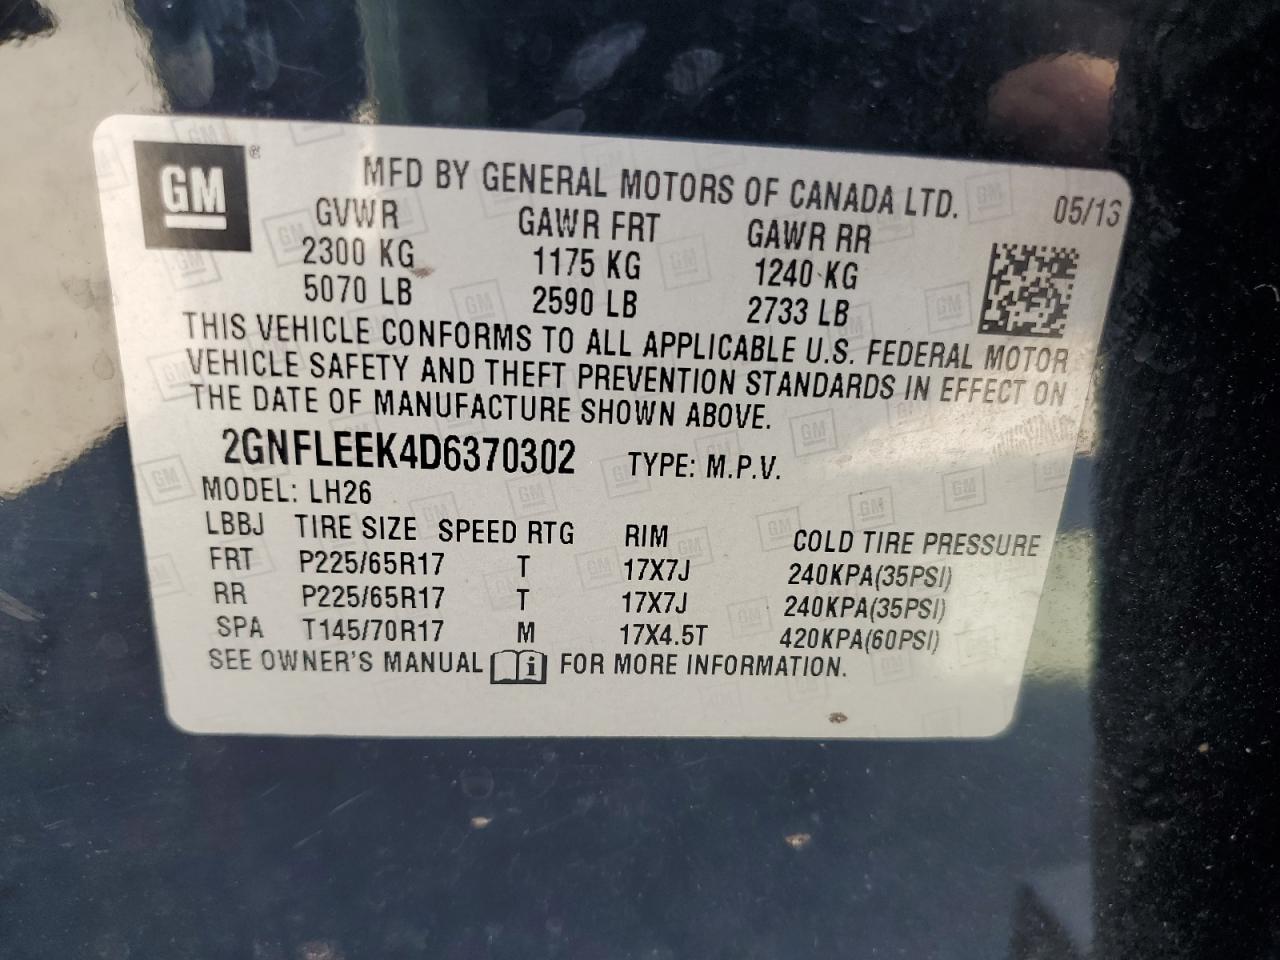 GM
MFD BY GENERAL MOTORS OF CANADA LTD. 05/13
GVWR GAWR FRT GAWR RR
2300 KG 1175 KG 1240 KG
5070 LB 2590 LB 2733 LB
THIS VEHICLE CONFORMS TO ALL APPLICABLE U.S. FEDERAL MOTOR
VEHICLE SAFETY AND THEFT PREVENTION STANDARDS IN EFFECT ON
THE DATE OF MANUFACTURE SHOWN ABOVE.
2GNFLEEK4D6370302 TYPE: M.P.V.
MODEL: LH26
LBBJ TIRE SIZE SPEED RTG RIM COLD TIRE PRESSURE
FRT P225/65R17 T 17X7J 240KPA(35PSI)
RR P225/65R17 T 17X7J 240KPA(35PSI)
SPA T145/70R17 M 17X4.5T 420KPA(60PSI)
SEE OWNER'S MANUAL i FOR MORE INFORMATION.